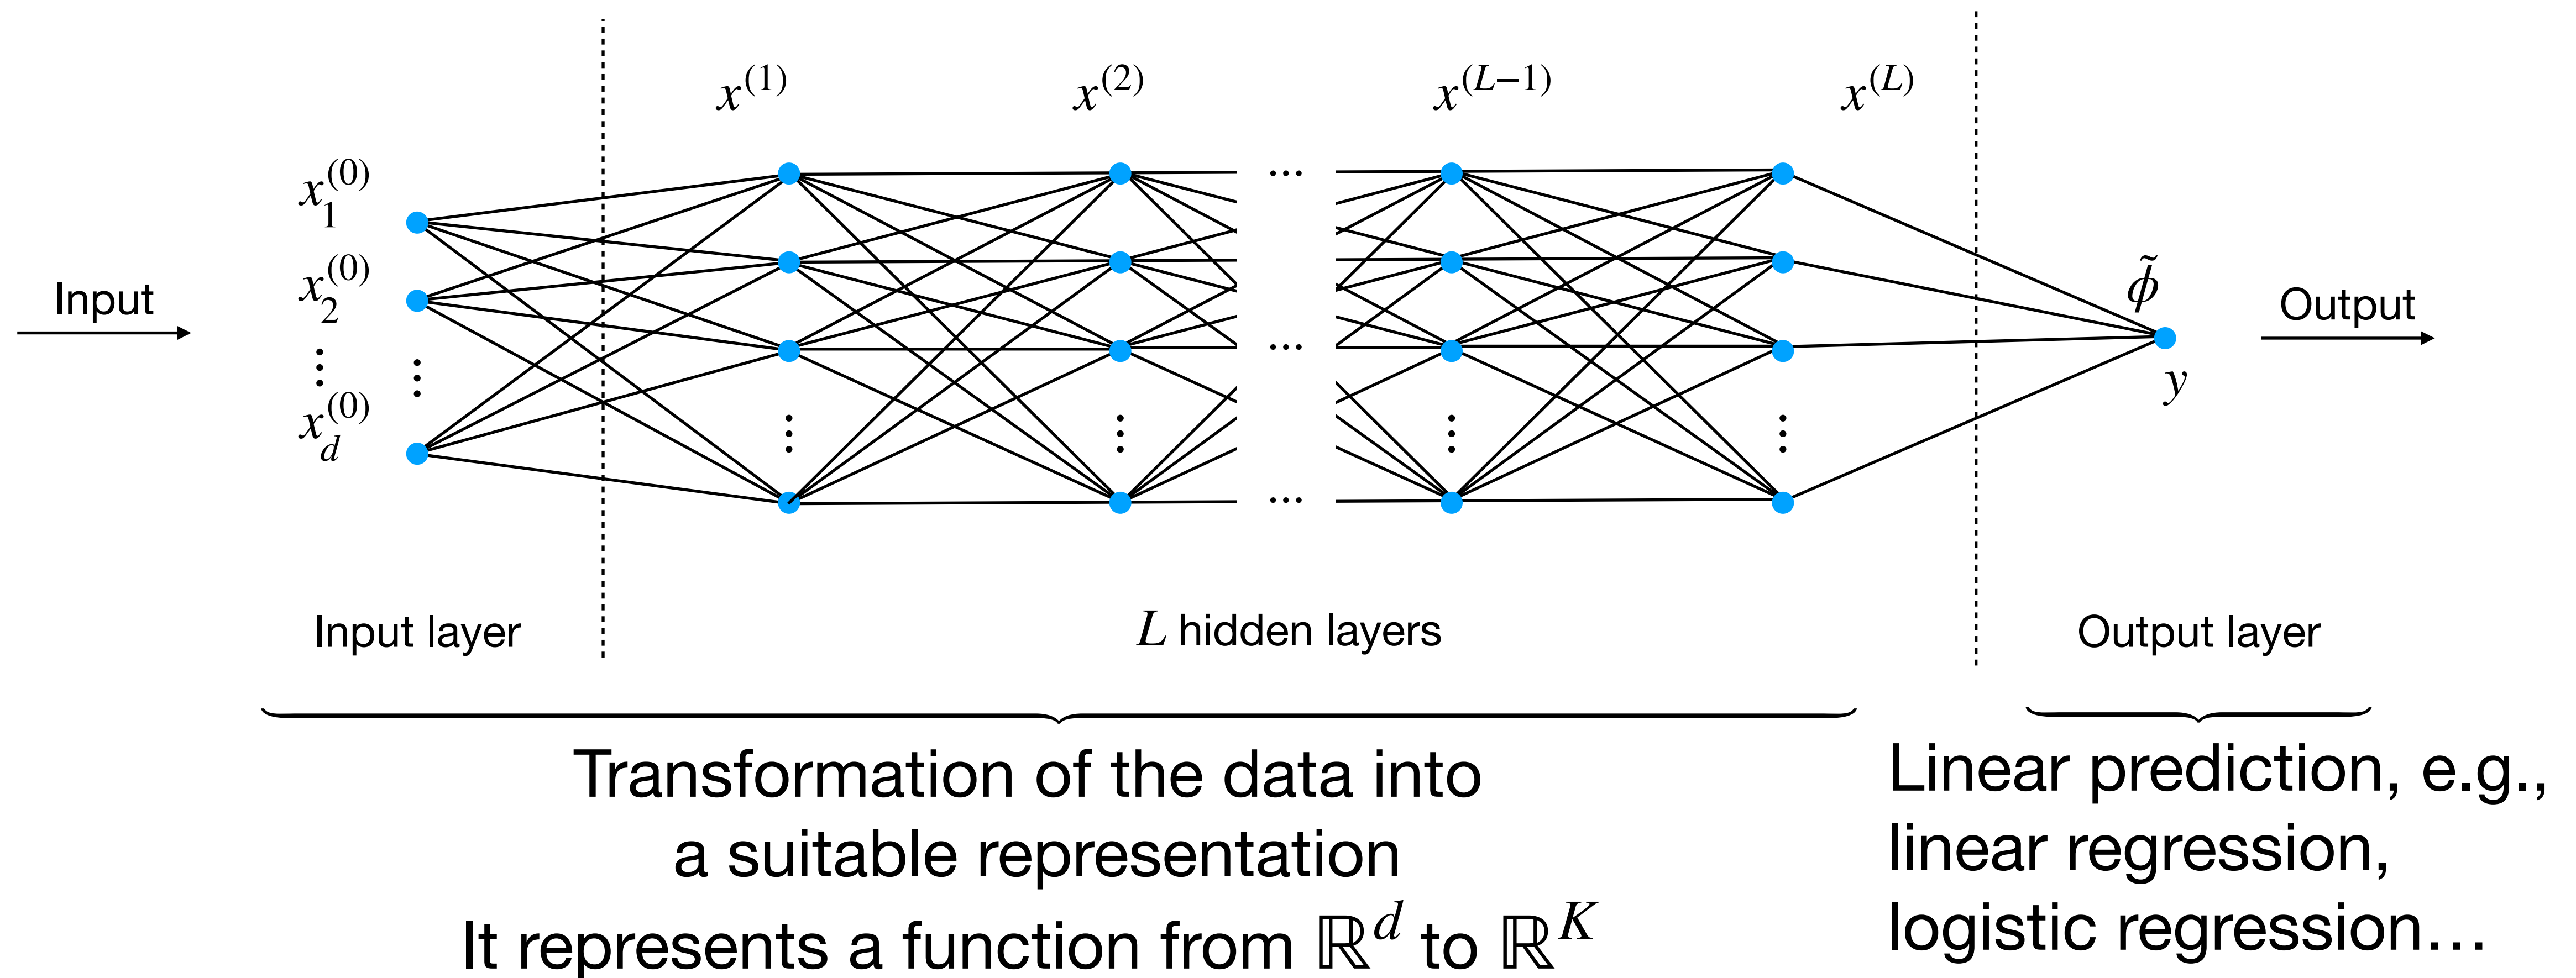 x^{(1)} x^{(2)} x^{(L−1)} x^{(L)}
x_1^{(0)}
x_2^{(0)}
⋮ ⋮
x_d^{(0)}
Input
...
...
...
⋮ ⋮ ⋮ ⋮
\tilde{ϕ}
y
Output
Input layer
L hidden layers
Output layer
Transformation of the data into
a suitable representation
It represents a function from ℝ^d to ℝ^K
Linear prediction, e.g.,
linear regression,
logistic regression…